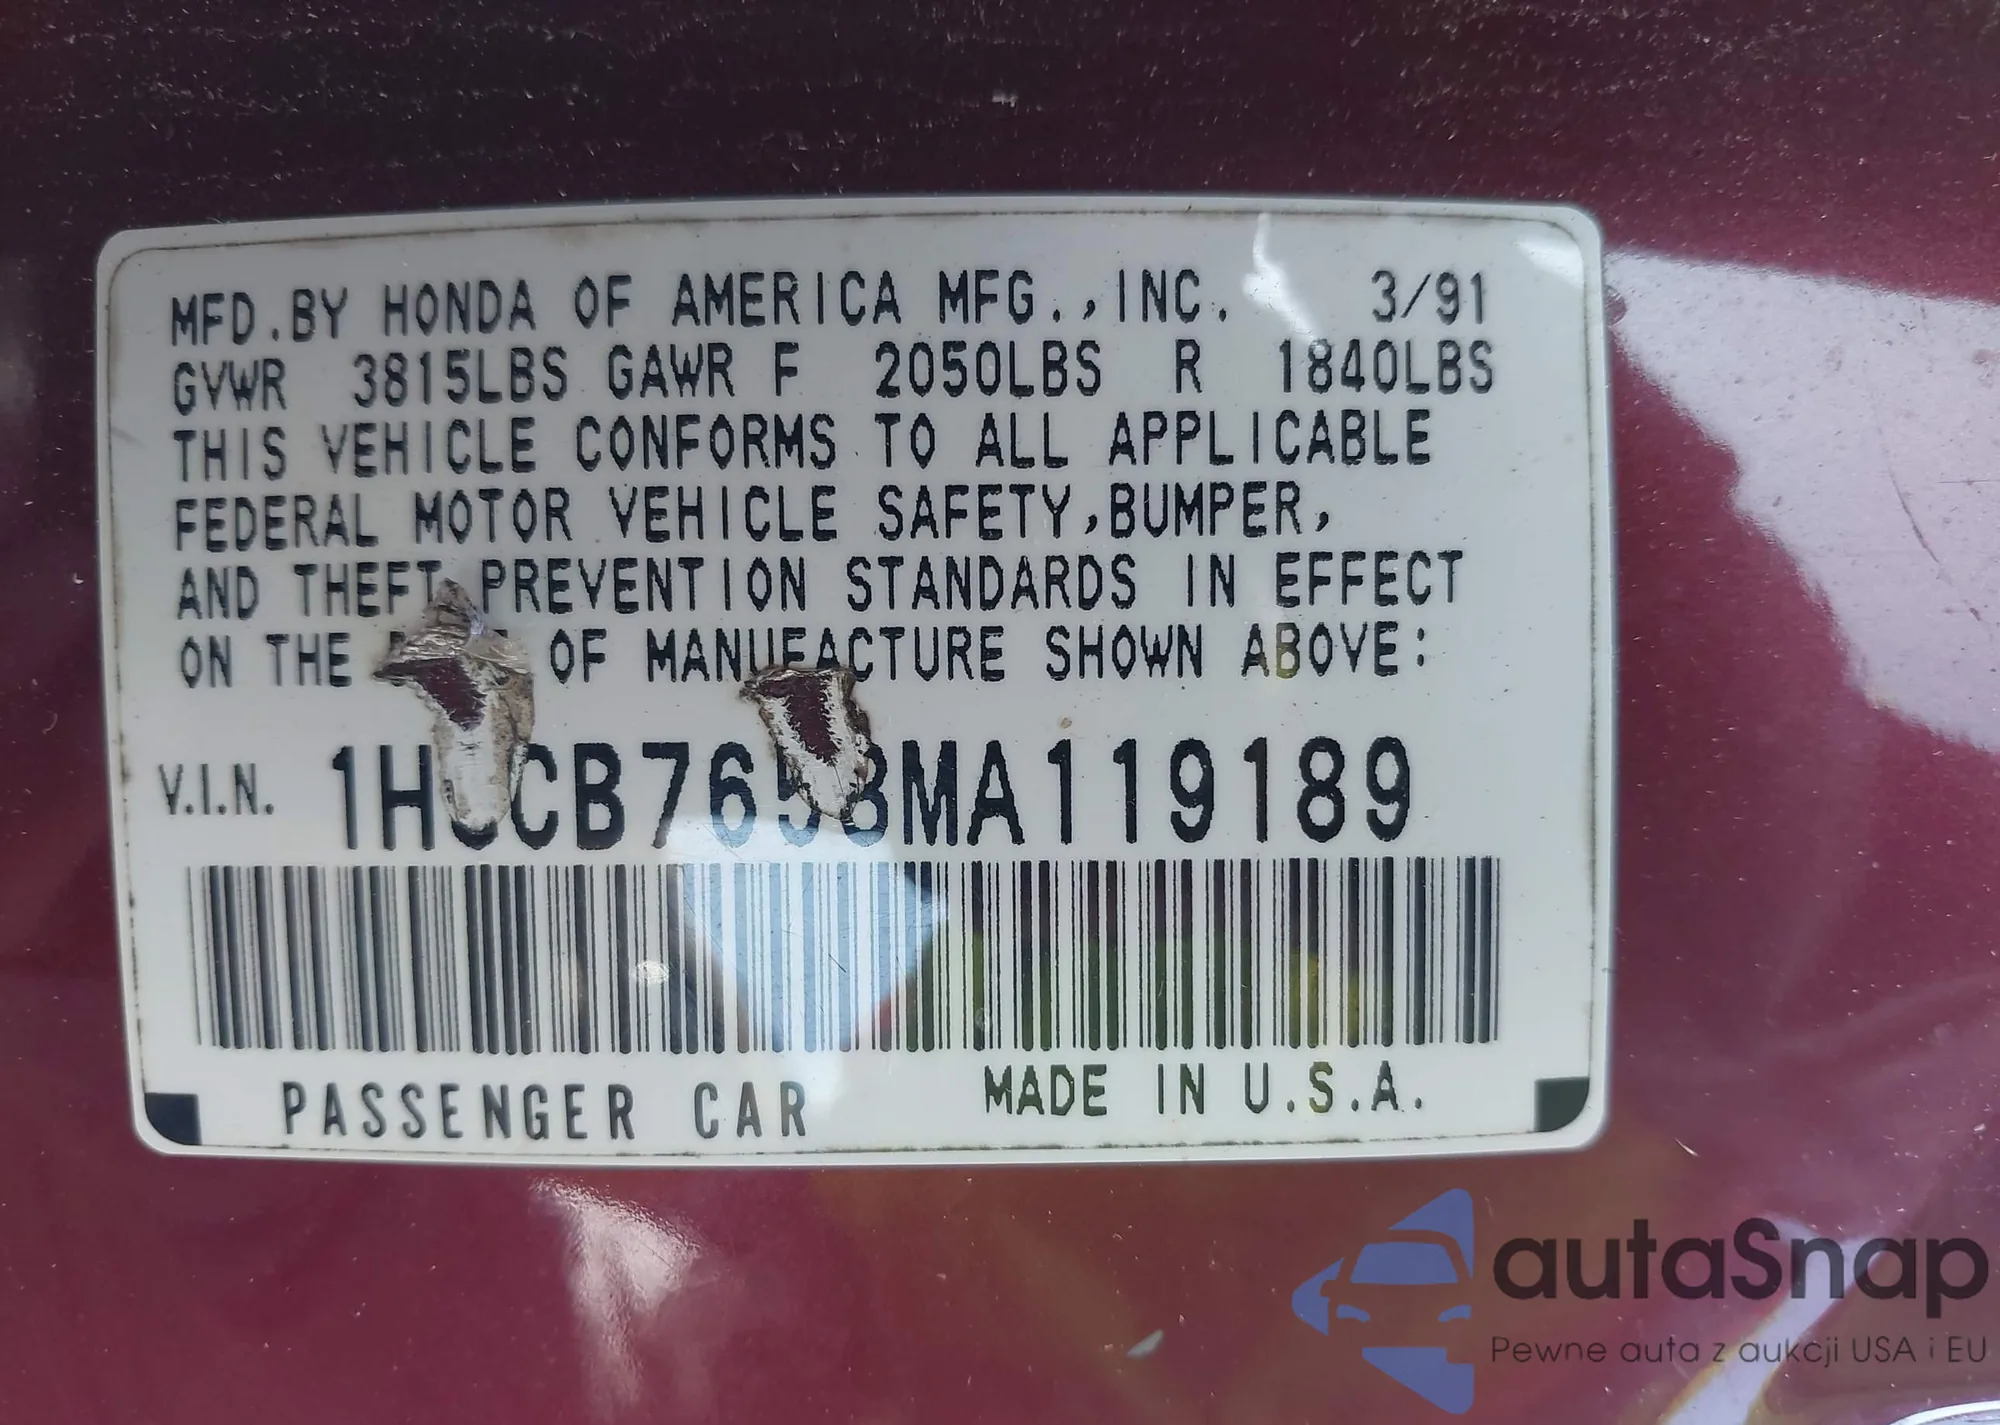 MFD.BY HONDA OF AMERICA MFG.,INC. 3/91
GVWR 3815LBS GAWR F 2050LBS R 1840LBS
THIS VEHICLE CONFORMS TO ALL APPLICABLE
FEDERAL MOTOR VEHICLE SAFETY,BUMPER,
AND THEFT PREVENTION STANDARDS IN EFFECT
ON THE OF MANUFACTURE SHOWN ABOVE:
V.I.N.
PASSENGER CAR MADE IN U.S.A.
autaSnap
Pewne auta z aukcji USA i EU